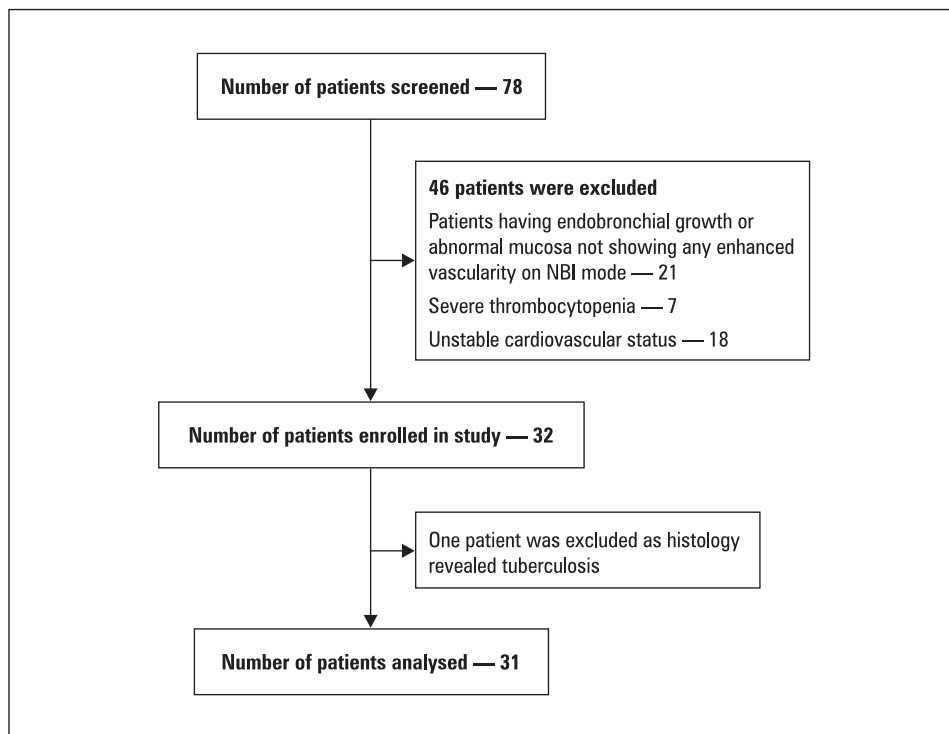 Number of patients screened — 78
46 patients were excluded
Patients having endobronchial growth or
abnormal mucosa not showing any enhanced
vascularity on NBI mode — 21
Severe thrombocytopenia — 7
Unstable cardiovascular status — 18
Number of patients enrolled in study — 32
One patient was excluded as histology
revealed tuberculosis
Number of patients analysed — 31